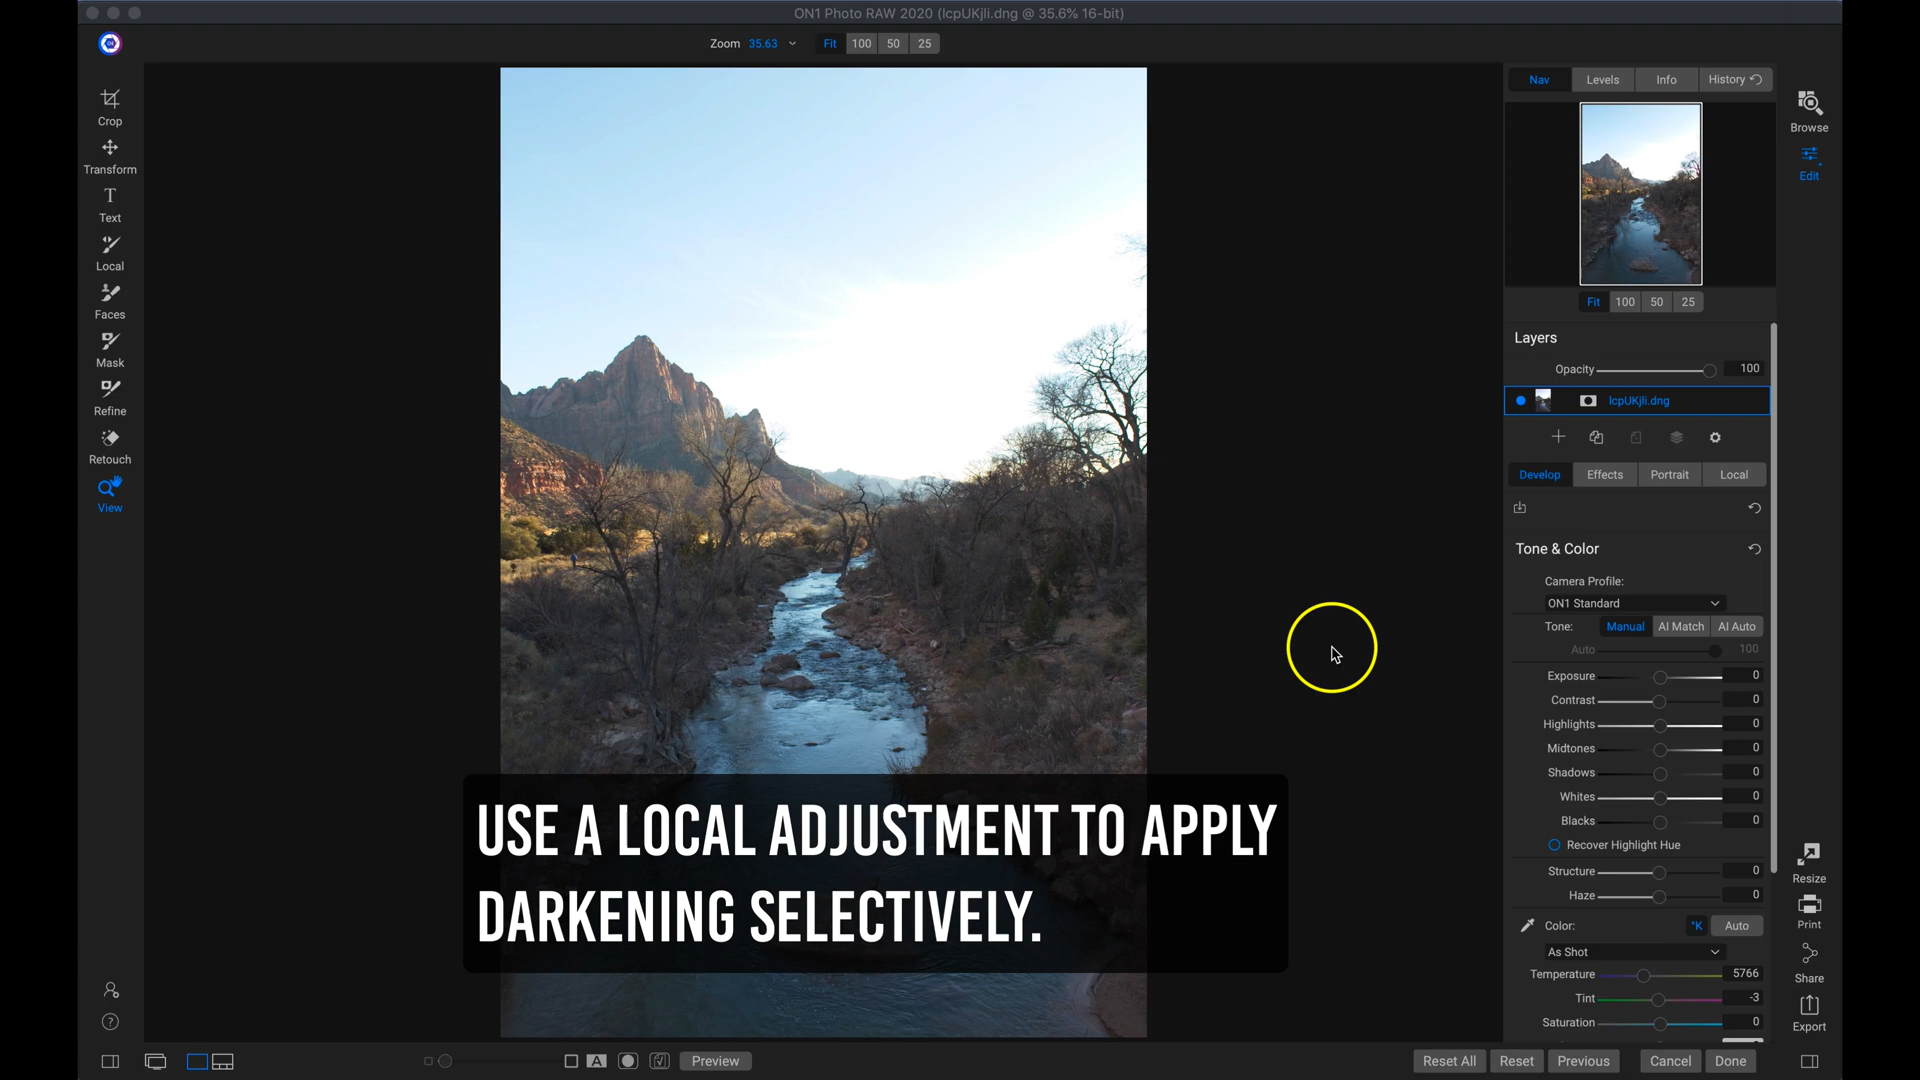 ON1 Photo RAW 2020 (lcpUKjli.dng @ 35.6% 16-bit)
Zoom 35.63 Fit 100 50 25
Nav Levels Info History
Crop
Transform
Text
Local
Faces
Mask
Refine
Retouch
View
Browse
Edit
Fit 100 50 25
Layers
Opacity 100
lcpUKjli.dng
Develop Effects Portrait Local
Tone & Color
Camera Profile:
ON1 Standard
Tone: Manual AI Match AI Auto
Auto 100
Exposure 0
Contrast 0
Highlights 0
Midtones 0
Shadows 0
Whites 0
Blacks 0
Recover Highlight Hue
Structure 0
Haze 0
Color: °K Auto
As Shot
Temperature 5766
Tint -3
Saturation 0
USE A LOCAL ADJUSTMENT TO APPLY
DARKENING SELECTIVELY.
Resize
Print
Share
Export
A Preview
Reset All Reset Previous Cancel Done